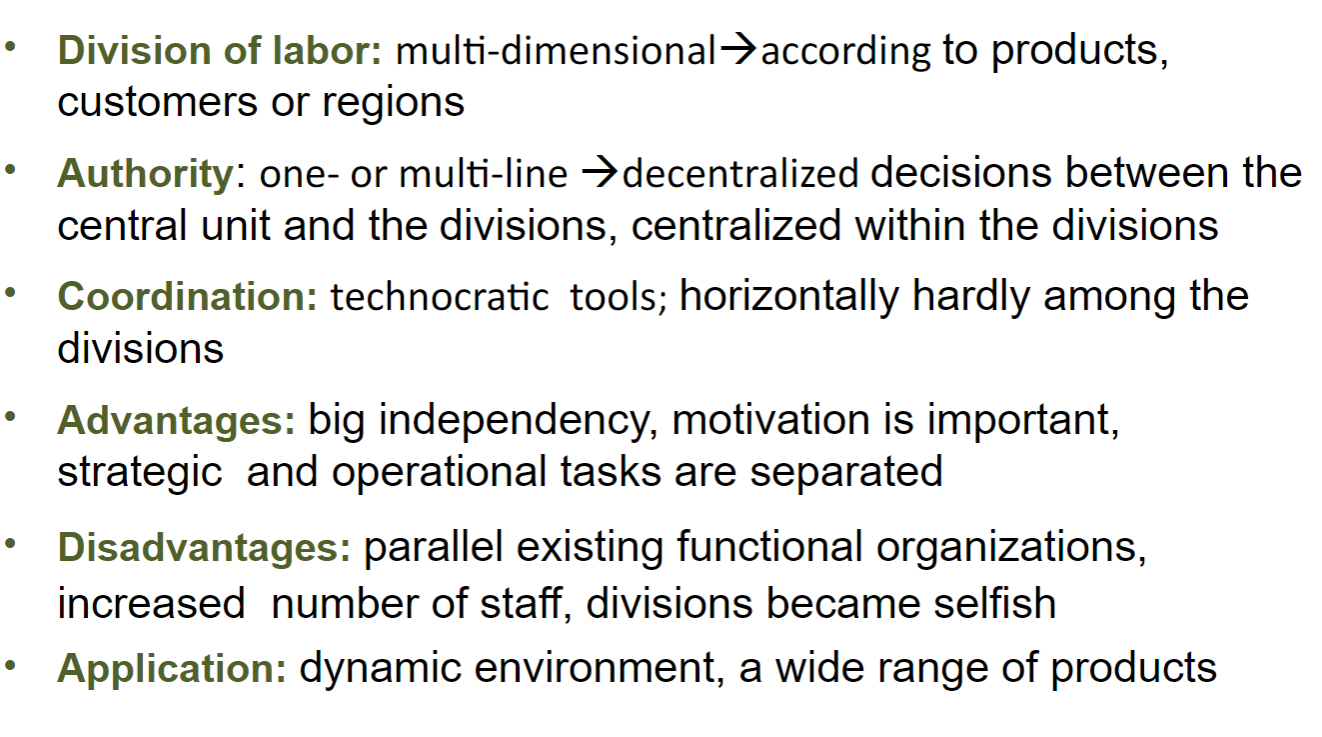 • Division of labor: multi-dimensional→according to products,
customers or regions
• Authority: one- or multi-line →decentralized decisions between the
central unit and the divisions, centralized within the divisions
• Coordination: technocratic  tools; horizontally hardly among the
divisions
• Advantages: big independency, motivation is important,
strategic  and operational tasks are separated
• Disadvantages: parallel existing functional organizations,
increased  number of staff, divisions became selfish
• Application: dynamic environment, a wide range of products